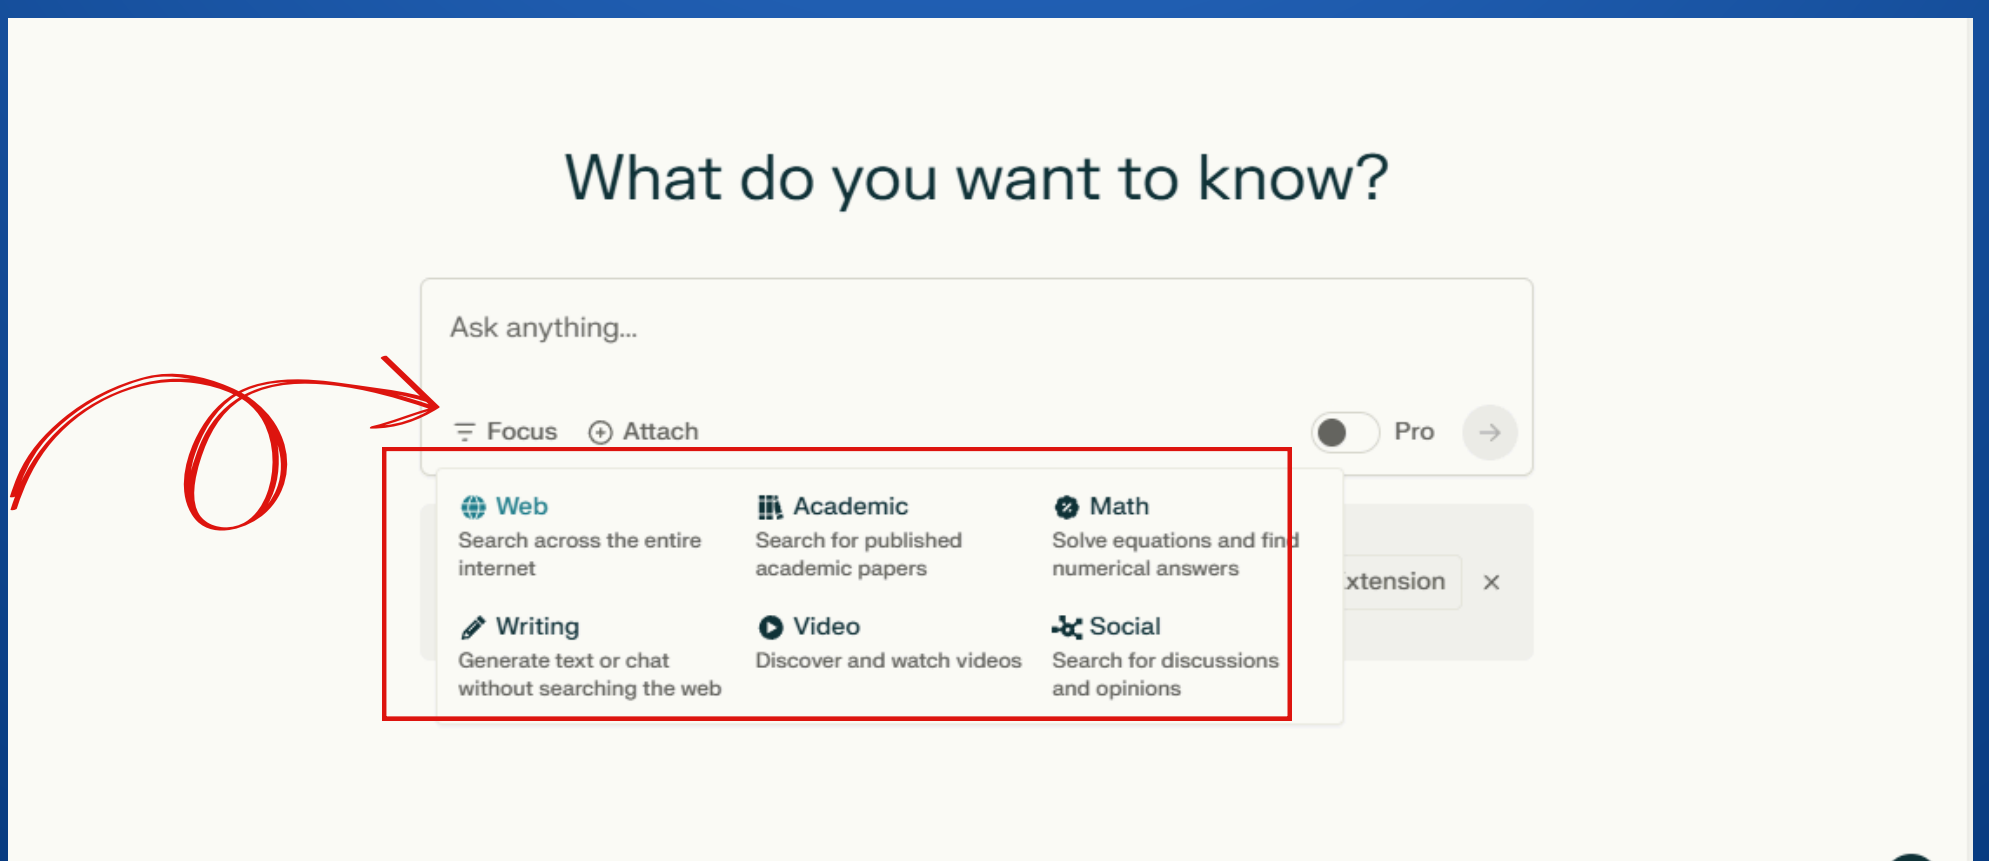 What do you want to know?
Ask anything...
Focus
Attach
Pro
Web
Search across the entire
internet
Academic
Search for published
academic papers
Math
Solve equations and find
numerical answers
xtension
Writing
Generate text or chat
without searching the web
Video
Discover and watch videos
Social
Search for discussions
and opinions